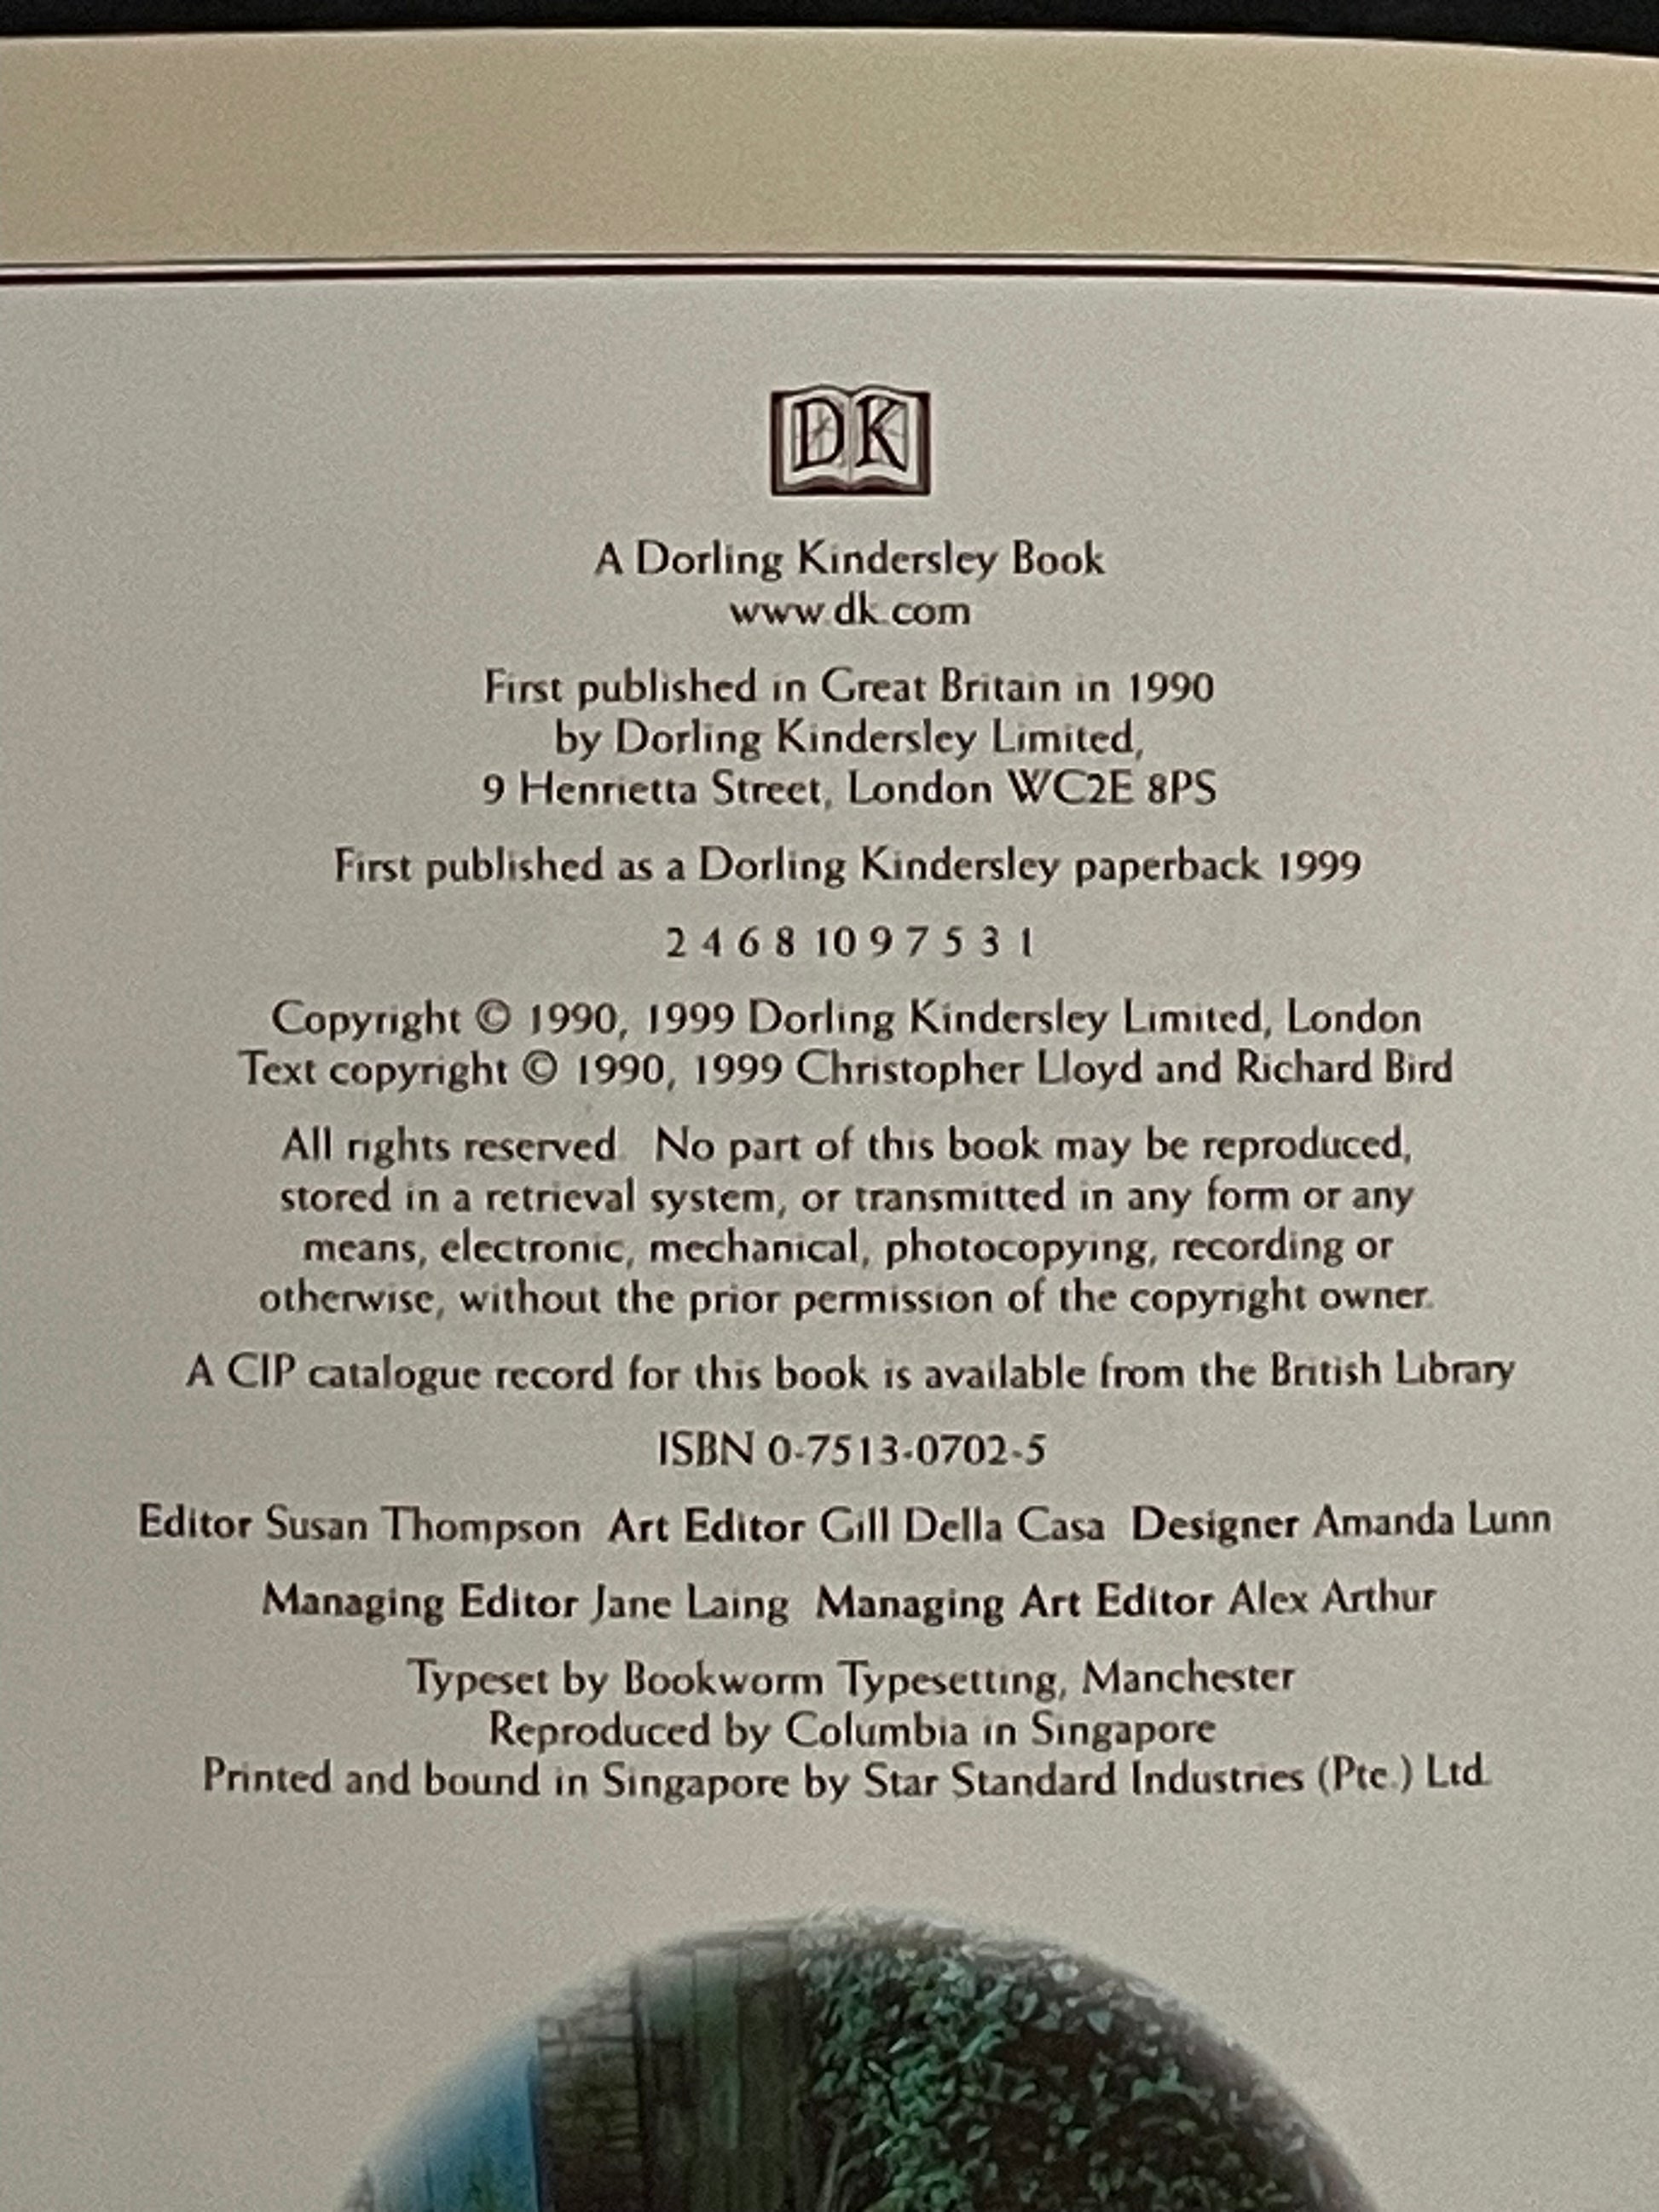 DK
A Dorling Kindersley Book
www.dk.com
First published in Great Britain in 1990
by Dorling Kindersley Limited,
9 Henrietta Street, London WC2E 8PS
First published as a Dorling Kindersley paperback 1999
2 4 6 8 10 9 7 5 3 1
Copyright © 1990, 1999 Dorling Kindersley Limited, London
Text copyright © 1990, 1999 Christopher Lloyd and Richard Bird
All rights reserved. No part of this book may be reproduced,
stored in a retrieval system, or transmitted in any form or any
means, electronic, mechanical, photocopying, recording or
otherwise, without the prior permission of the copyright owner.
A CIP catalogue record for this book is available from the British Library
ISBN 0-7513-0702-5
Editor Susan Thompson Art Editor Gill Della Casa Designer Amanda Lunn
Managing Editor Jane Laing Managing Art Editor Alex Arthur
Typeset by Bookworm Typesetting, Manchester
Reproduced by Columbia in Singapore
Printed and bound in Singapore by Star Standard Industries (Pte.) Ltd.